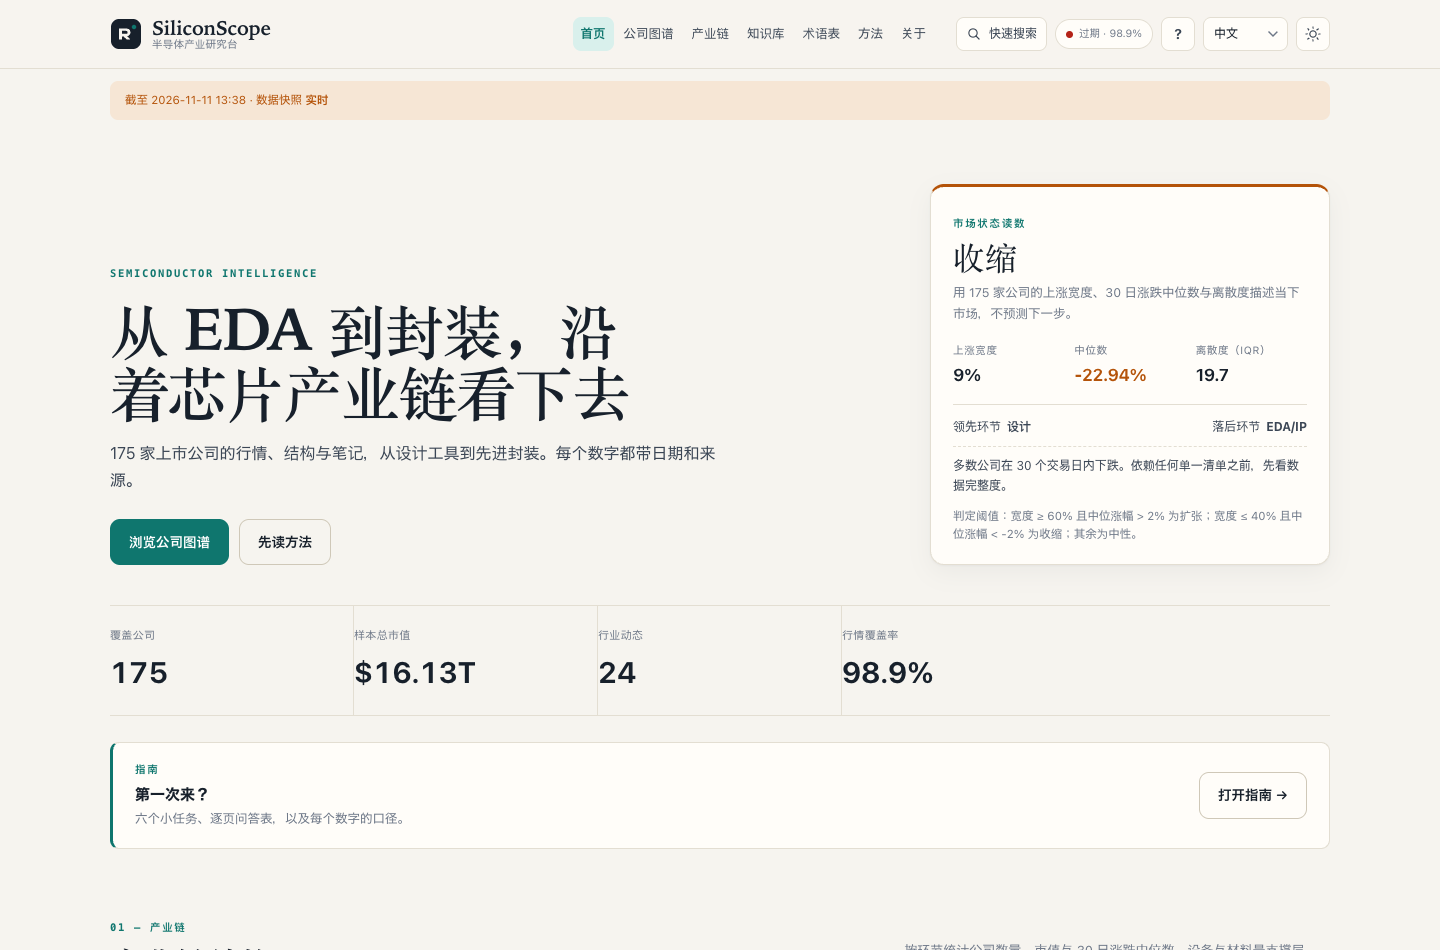 SiliconScope
半导体产业研究台
首页 公司图谱 产业链 知识库 术语表 方法 关于 快速搜索 过期 · 98.9% ? 中文
截至 2026-11-11 13:38 · 数据快照 实时
SEMICONDUCTOR INTELLIGENCE
从 EDA 到封装，沿
着芯片产业链看下去
175 家上市公司的行情、结构与笔记，从设计工具到先进封装。每个数字都带日期和来
源。
浏览公司图谱 先读方法
市场状态读数
收缩
用 175 家公司的上涨宽度、30 日涨跌中位数与离散度描述当下
市场，不预测下一步。
上涨宽度 中位数 离散度（IQR）
9% -22.94% 19.7
领先环节 设计 落后环节 EDA/IP
多数公司在 30 个交易日内下跌。依赖任何单一清单之前，先看数
据完整度。
判定阈值：宽度 ≥ 60% 且中位涨幅 > 2% 为扩张；宽度 ≤ 40% 且中
位涨幅 < -2% 为收缩；其余为中性。
覆盖公司 样本总市值 行业动态 行情覆盖率
175 $16.13T 24 98.9%
指南
第一次来？
六个小任务、逐页问答表，以及每个数字的口径。
打开指南 →
01 — 产业链